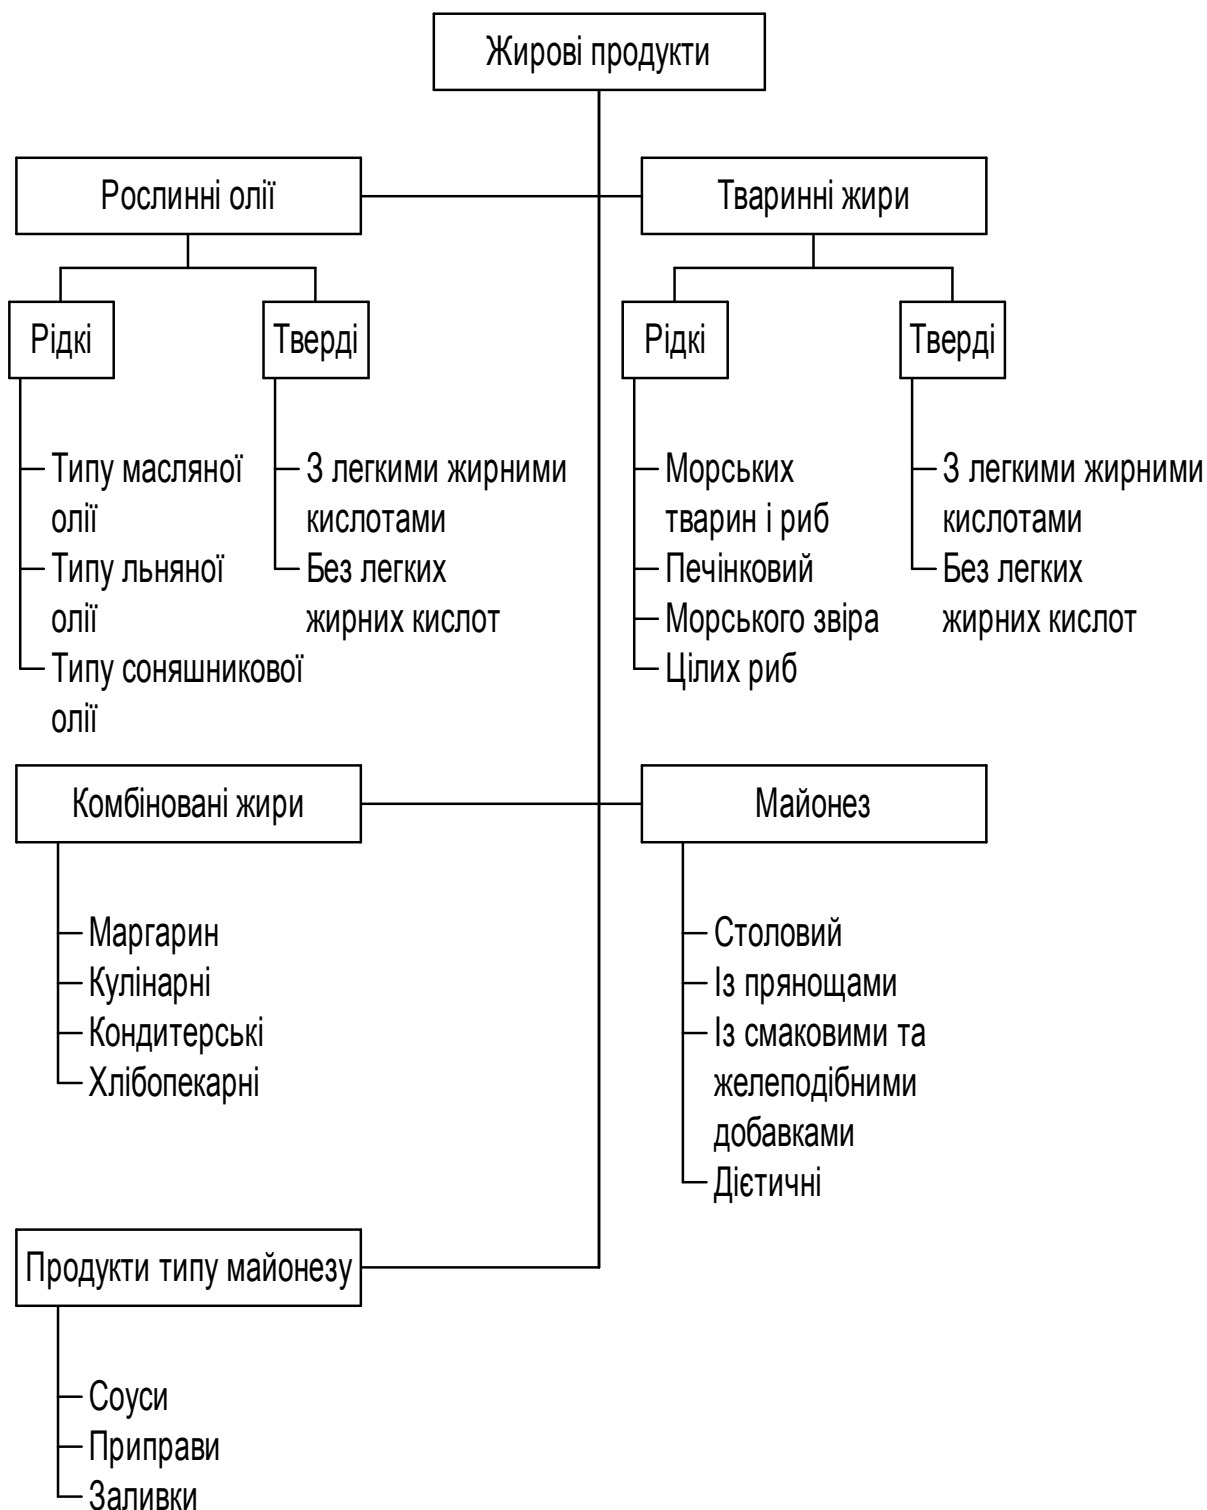 Жирові продукти
Рослинні олії
Тваринні жири
Рідкі
Тверді
Рідкі
Тверді
Типу масляної
олії
Типу льняної
олії
Типу соняшникової
олії
З легкими жирними
кислотами
Без легких
жирних кислот
Морських
тварин і риб
Печінковий
Морського звіра
Цілих риб
З легкими жирними
кислотами
Без легких
жирних кислот
Комбіновані жири
Майонез
Маргарин
Кулінарні
Кондитерські
Хлібопекарні
Столовий
Із прянощами
Із смаковими та
желеподібними
добавками
Дієтичні
Продукти типу майонезу
Соуси
Приправи
Заливки